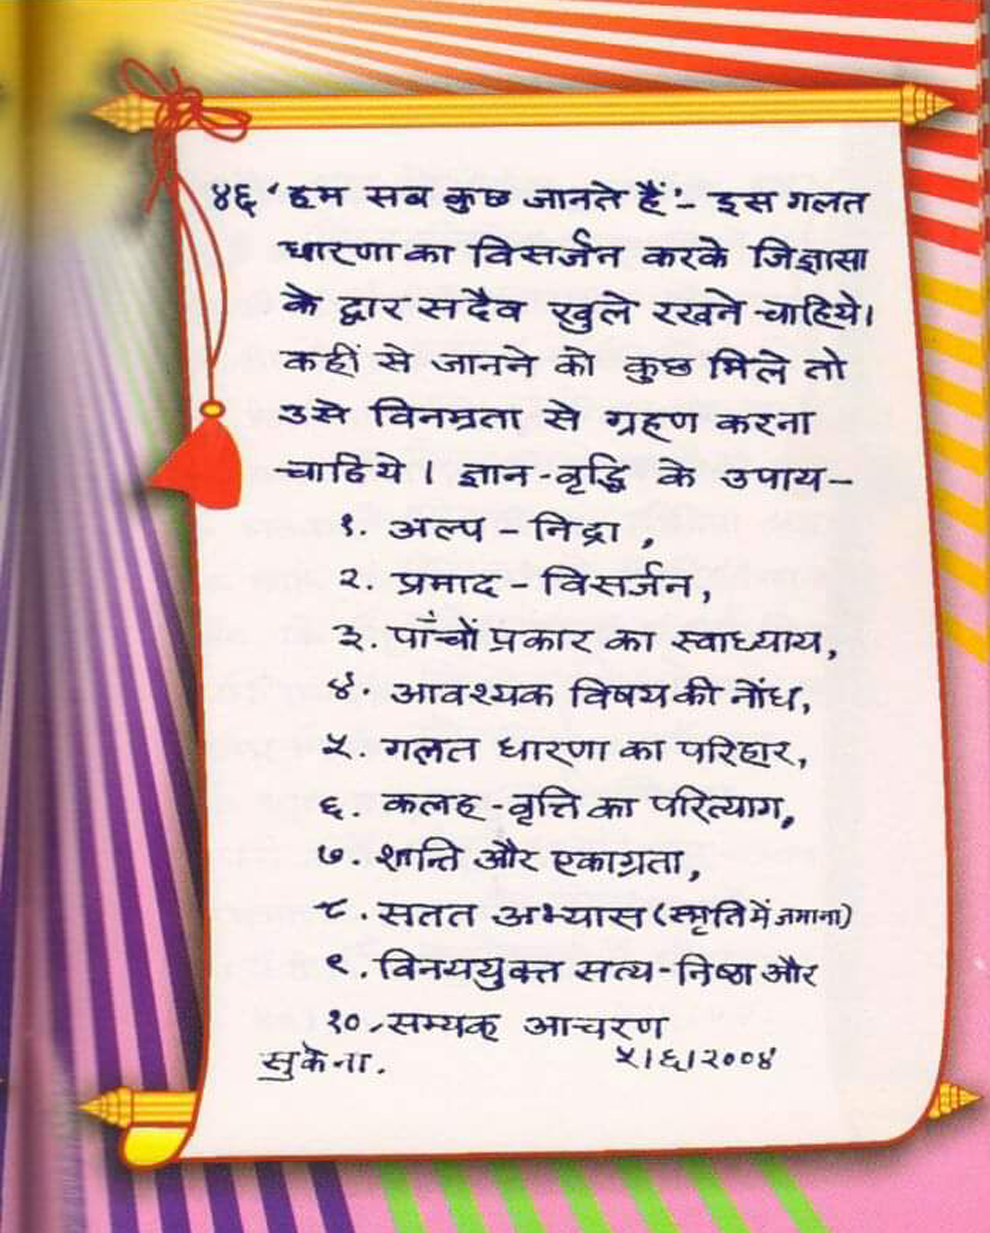 ४६ 'हम सब कुछ जानते हैं'- इस गलत
धारणा का विसर्जन करके जिज्ञासा
के द्वार सदैव खुले रखने चाहिये।
कहीं से जानने को कुछ मिले तो
उसे विनम्रता से ग्रहण करना
चाहिये। ज्ञान-वृद्धि के उपाय-
१. अल्प - निद्रा,
२. प्रमाद - विसर्जन,
३. पाँचों प्रकार का स्वाध्याय,
४. आवश्यक विषय की नोंध,
५. गलत धारणा का परिहार,
६. कलह -वृत्ति का परित्याग,
७. शान्ति और एकाग्रता,
८. सतत अभ्यास (स्मृति में जमाना)
९. विनययुक्त सत्य-निष्ठा और
१०. सम्यक् आचरण
सुकेना. ५।६।२००४